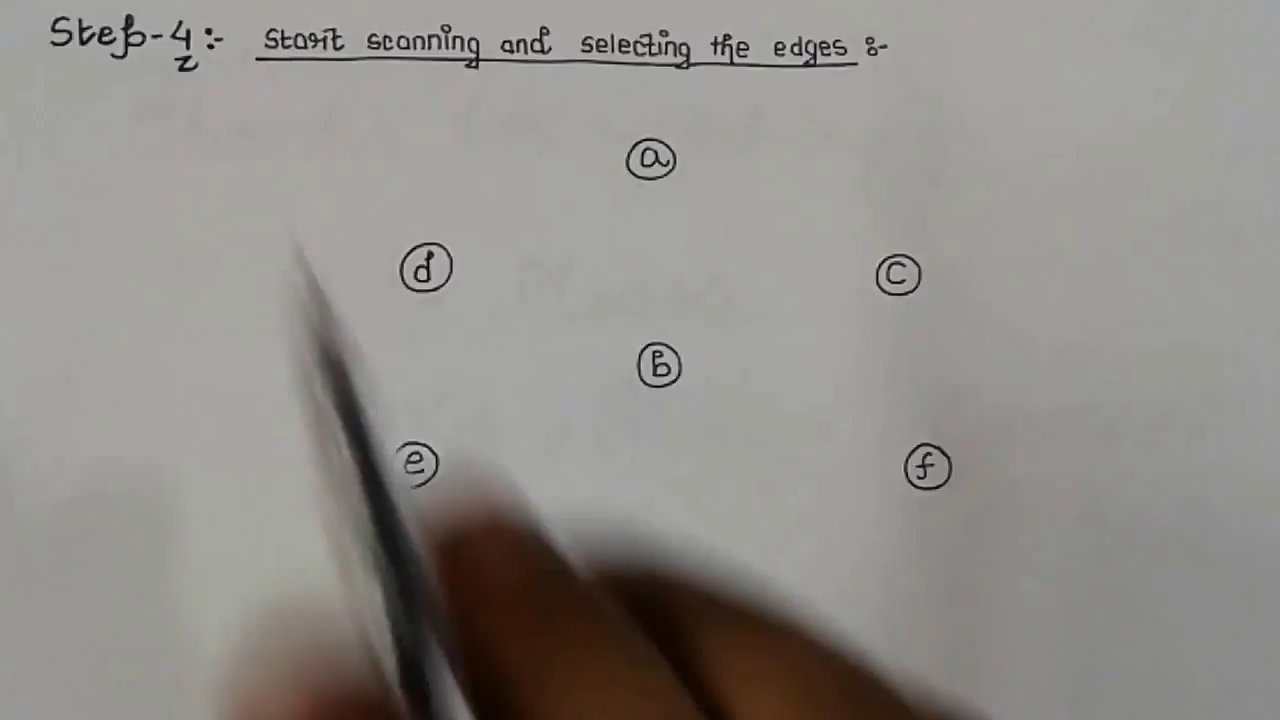 Step-4:- Start scanning and selecting the edges :-
a
d
c
b
e
f